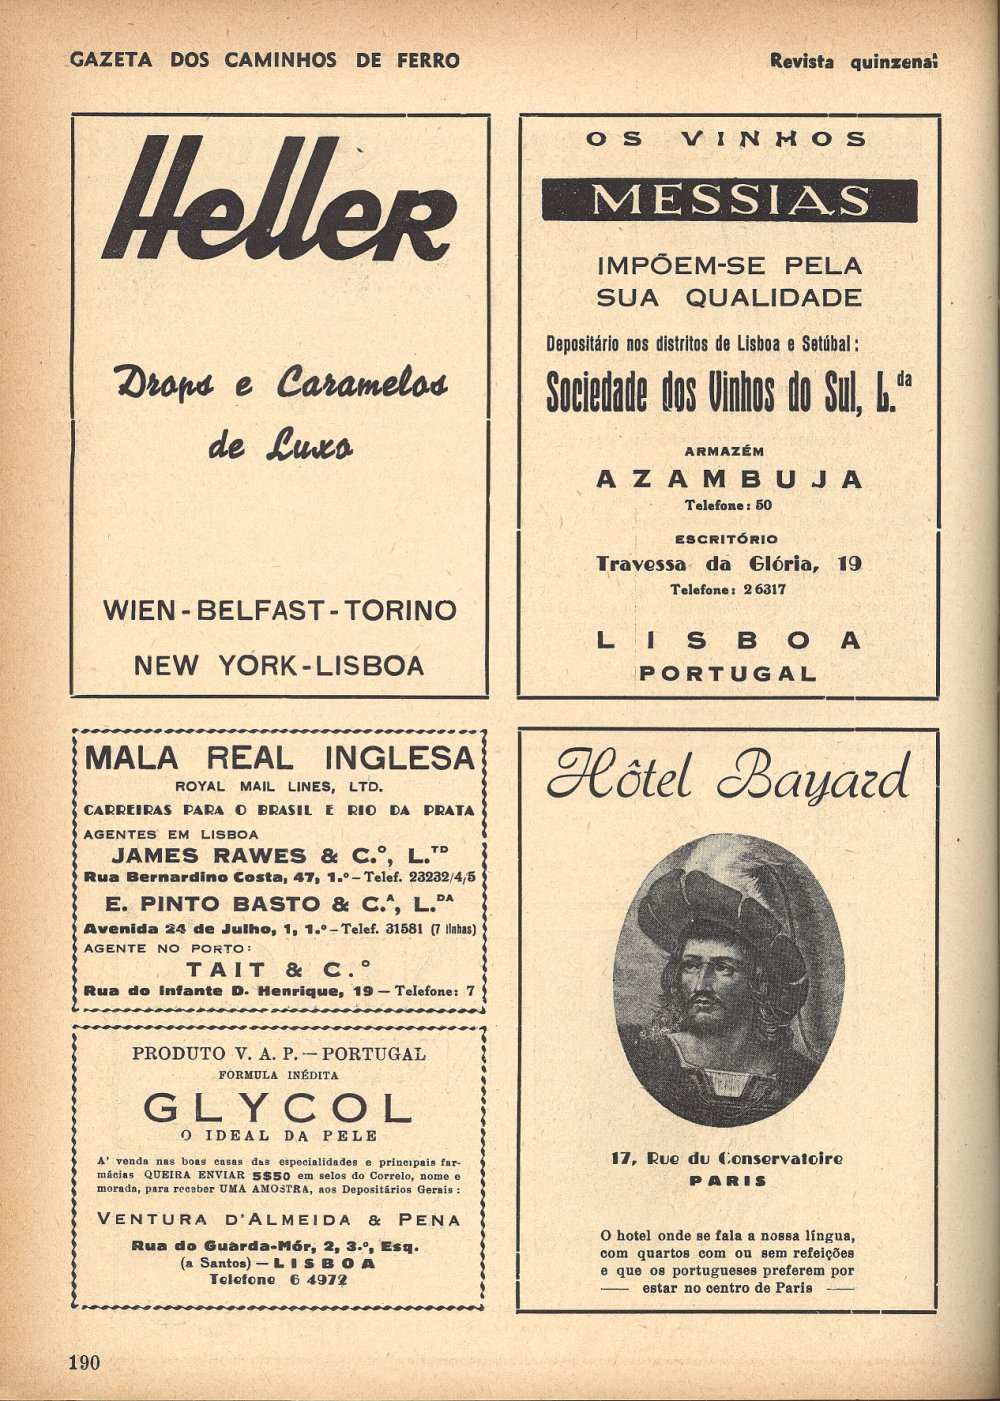 GAZETA DOS CAMINHOS DE FERRO
Revista quinzenal
Heller
Drops e Caramelos
de Luxo
WIEN - BELFAST - TORINO
NEW YORK - LISBOA
OS VINHOS
MESSIAS
IMPÕEM-SE PELA
SUA QUALIDADE
Depositário nos distritos de Lisboa e Setúbal:
Sociedade dos Vinhos do Sul, L.da
ARMAZÉM
AZAMBUJA
Telefone: 50
ESCRITÓRIO
Travessa da Glória, 19
Telefone: 26317
LISBOA
PORTUGAL
MALA REAL INGLESA
ROYAL MAIL LINES, LTD.
CARREIRAS PARA O BRASIL E RIO DA PRATA
AGENTES EM LISBOA
JAMES RAWES & C.º, L.TD
Rua Bernardino Costa, 47, 1.º — Telef. 23232/4/5
E. PINTO BASTO & C.A, L.DA
Avenida 24 de Julho, 1, 1.º — Telef. 31581 (7 linhas)
AGENTE NO PORTO:
TAIT & C.º
Rua do Infante D. Henrique, 19 — Telefone: 7
PRODUTO V. A. P. — PORTUGAL
FORMULA INÉDITA
GLYCOL
O IDEAL DA PELE
A' venda nas boas casas das especialidades e principais far-
mácias QUEIRA ENVIAR 5$50 em selos do Correio, nome e
morada, para receber UMA AMOSTRA, aos Depositários Gerais:
VENTURA D'ALMEIDA & PENA
Rua do Guarda-Mór, 2, 3.º, Esq.
(a Santos) — LISBOA
Telefone 6 4972
Hôtel Bayard
17, Rue du Conservatoire
PARIS
O hotel onde se fala a nossa língua,
com quartos com ou sem refeições
e que os portugueses preferem por
— estar no centro de Paris —
190